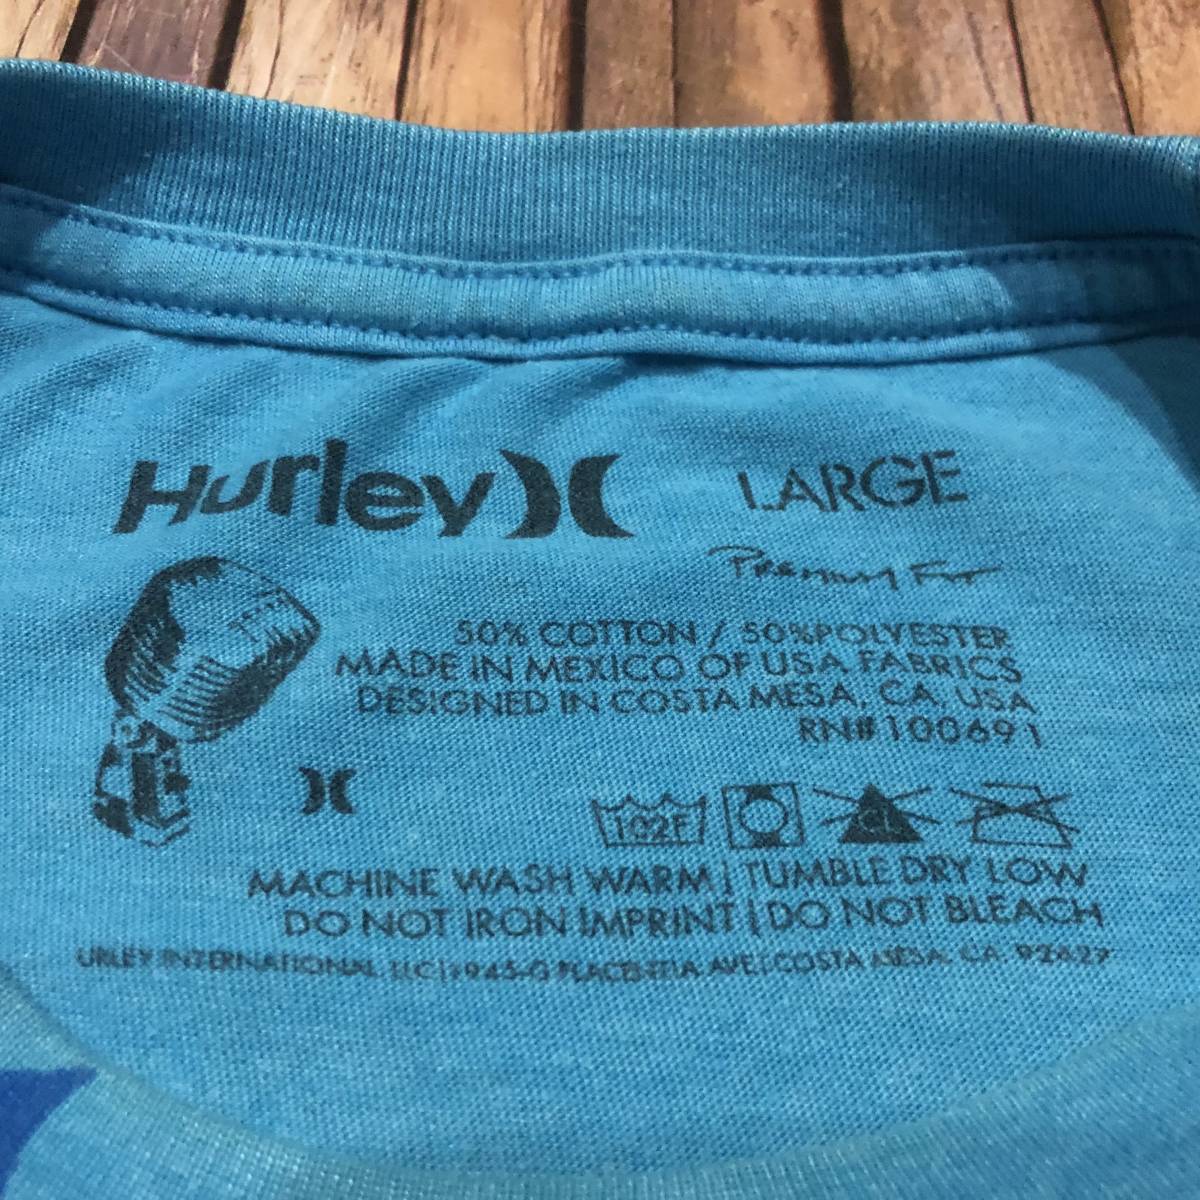 Hurley LARGE
Premium Fit
50% COTTON / 50%POLYESTER
MADE IN MEXICO OF USA FABRICS
DESIGNED IN COSTA MESA, CA, USA
RN#100691
102F CL
MACHINE WASH WARM | TUMBLE DRY LOW
DO NOT IRON IMPRINT | DO NOT BLEACH
URLEY INTERNATIONAL LLC|1945-G PLACENTIA AVE|COSTA MESA, CA 92627